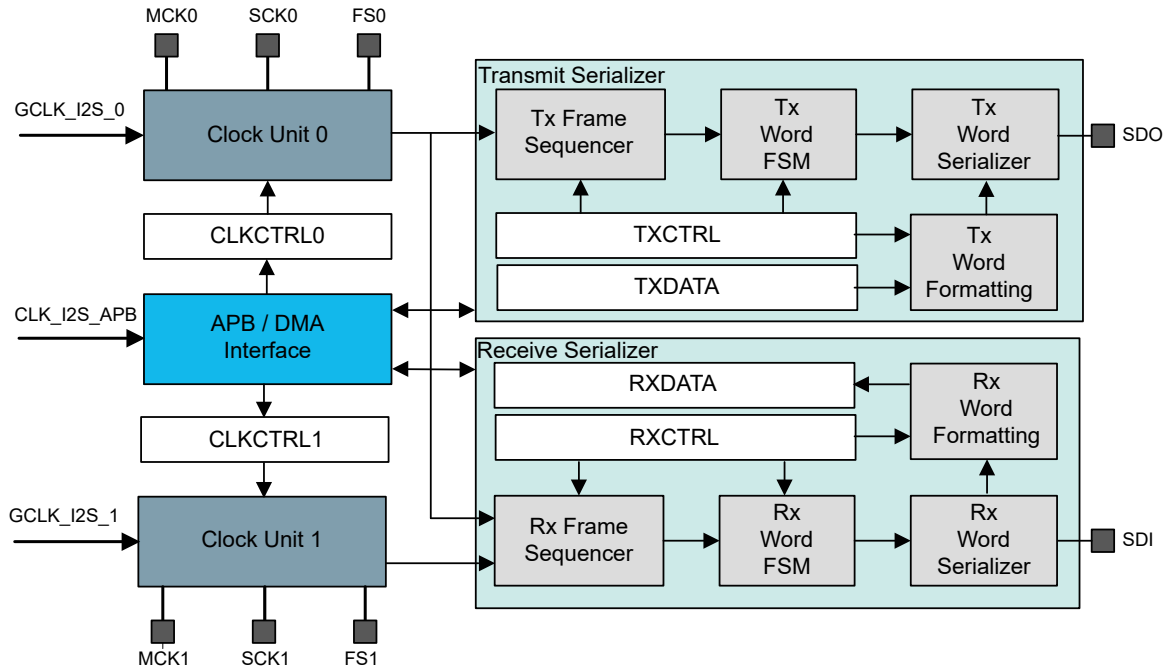 MCK0
SCK0
FS0
GCLK_I2S_0
Clock Unit 0
CLKCTRL0
CLK_I2S_APB
APB / DMA
Interface
CLKCTRL1
GCLK_I2S_1
Clock Unit 1
MCK1
SCK1
FS1
Transmit Serializer
Tx Frame
Sequencer
Tx
Word
FSM
Tx
Word
Serializer
SDO
TXCTRL
TXDATA
Tx
Word
Formatting
Receive Serializer
RXDATA
RXCTRL
Rx
Word
Formatting
Rx Frame
Sequencer
Rx
Word
FSM
Rx
Word
Serializer
SDI